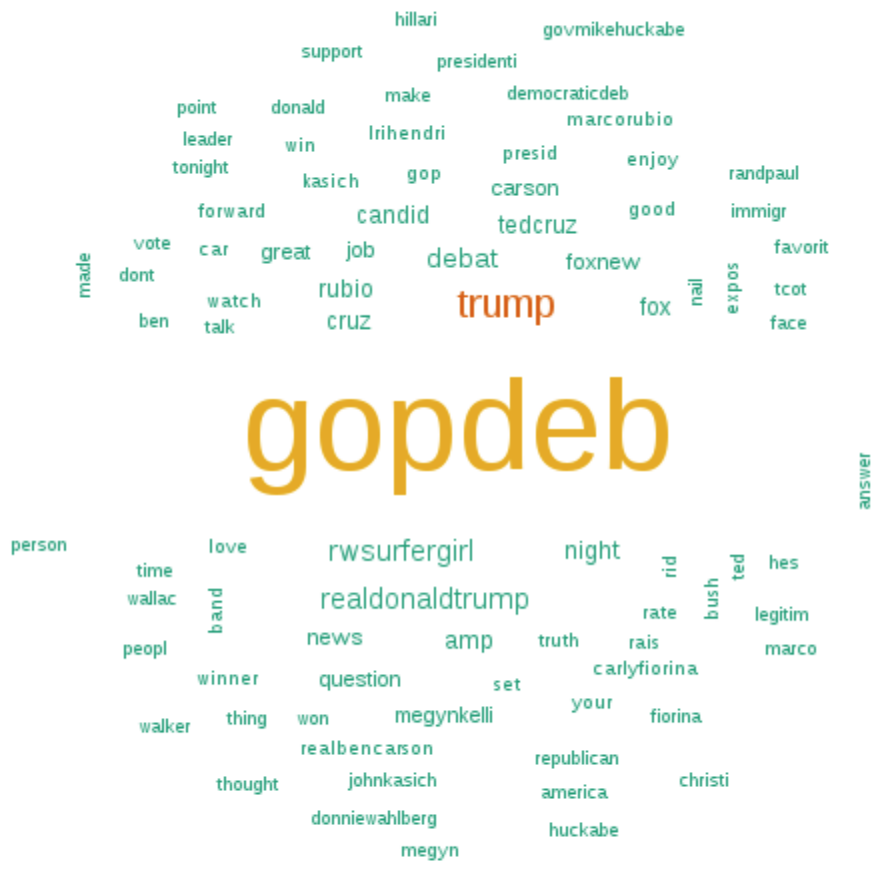 hillari
govmikehuckabe
support
presidenti
make
democraticdeb
point
donald
marcorubio
leader
win
lrihendri
presid
enjoy
tonight
kasich
gop
carson
randpaul
forward
candid
tedcruz
good
immigr
vote
car
great
job
debat
foxnew
favorit
made
dont
rubio
trump
nail
expos
tcot
watch
fox
ben
talk
cruz
face
gopdeb
answer
person
love
rwsurfergirl
night
time
rid
ted
hes
wallac
band
realdonaldtrump
bush
rate
legitim
peopl
news
amp
truth
rais
marco
winner
question
set
carlyfiorina
your
walker
thing
won
megynkelli
fiorina
realbencarson
republican
thought
johnkasich
america
christi
donniewahlberg
huckabe
megyn